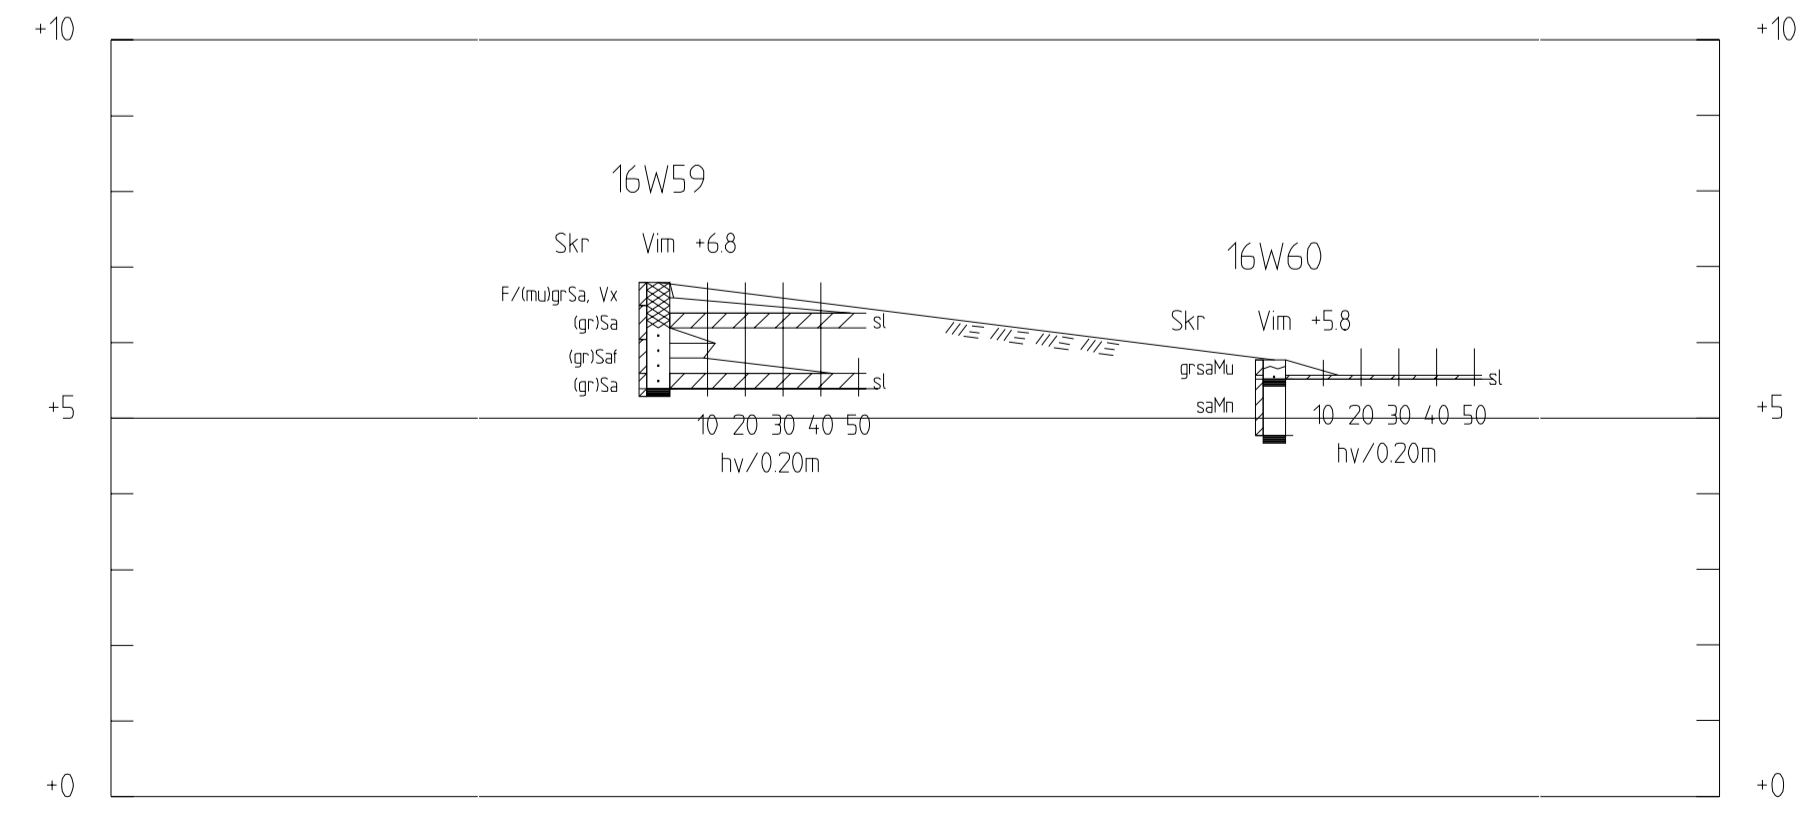 +10 +10
16W59
Skr Vim +6.8
16W60
F/(mu)grSa, Vx
(gr)Sa sl
Skr Vim +5.8
(gr)Saf
grsaMu sl
(gr)Sa sl
+5 +5
saMn
10 20 30 40 50
10 20 30 40 50
hv/0.20m
hv/0.20m
+0 +0